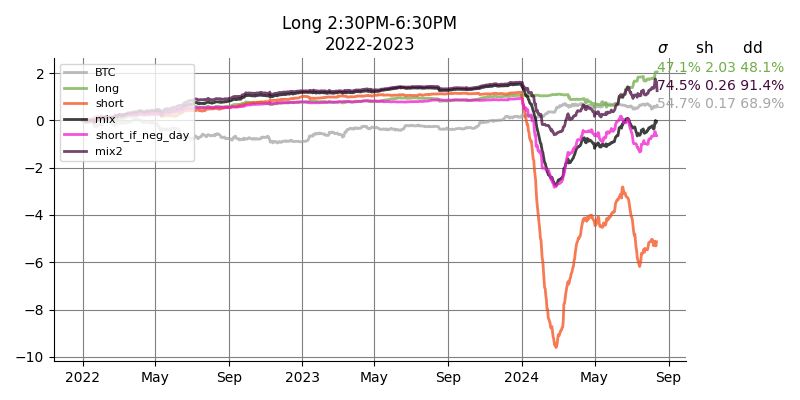 Long 2:30PM-6:30PM
2022-2023
σ sh dd
47.1% 2.03 48.1%
74.5% 0.26 91.4%
54.7% 0.17 68.9%
BTC
long
short
mix
short_if_neg_day
mix2
2
0
−2
−4
−6
−8
−10
2022 May Sep 2023 May Sep 2024 May Sep